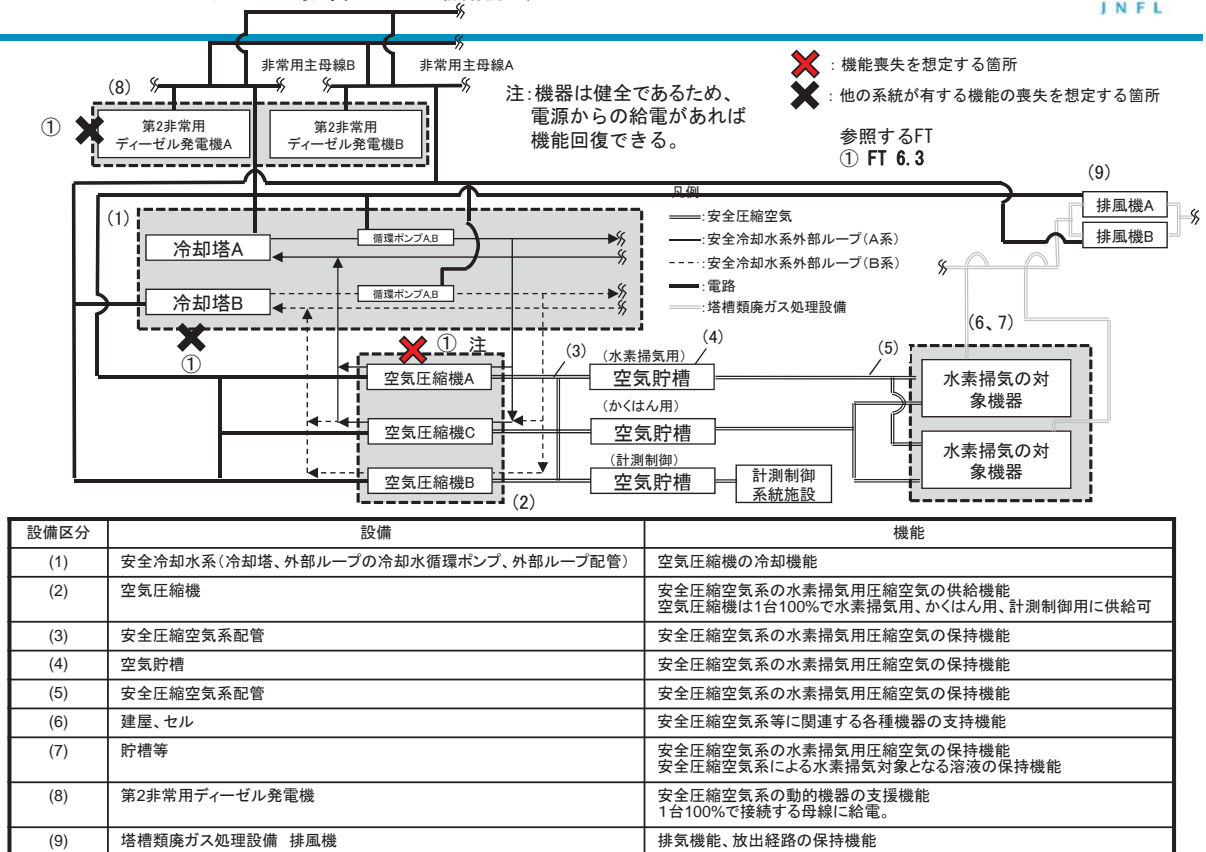 JNFL
非常用主母線B
非常用主母線A
(8)
①
第2非常用
ディーゼル発電機A
第2非常用
ディーゼル発電機B
注:機器は健全であるため、
電源からの給電があれば
機能回復できる。
:機能喪失を想定する箇所
:他の系統が有する機能の喪失を想定する箇所
参照するFT
① FT 6.3
(9)
排風機A
排風機B
凡例
:安全圧縮空気
:安全冷却水系外部ループ(A系)
:安全冷却水系外部ループ(B系)
:電路
:塔槽類廃ガス処理設備
(1)
冷却塔A
循環ポンプA,B
冷却塔B
循環ポンプA,B
①
① 注
空気圧縮機A
空気圧縮機C
空気圧縮機B
(2)
(3)
(水素掃気用)
(4)
空気貯槽
(かくはん用)
空気貯槽
(計測制御)
空気貯槽
計測制御
系統施設
(5)
(6、7)
水素掃気の対
象機器
水素掃気の対
象機器
設備区分 設備 機能
(1) 安全冷却水系(冷却塔、外部ループの冷却水循環ポンプ、外部ループ配管) 空気圧縮機の冷却機能
(2) 空気圧縮機 安全圧縮空気系の水素掃気用圧縮空気の供給機能
空気圧縮機は1台100%で水素掃気用、かくはん用、計測制御用に供給可
(3) 安全圧縮空気系配管 安全圧縮空気系の水素掃気用圧縮空気の保持機能
(4) 空気貯槽 安全圧縮空気系の水素掃気用圧縮空気の保持機能
(5) 安全圧縮空気系配管 安全圧縮空気系の水素掃気用圧縮空気の保持機能
(6) 建屋、セル 安全圧縮空気系等に関連する各種機器の支持機能
(7) 貯槽等 安全圧縮空気系の水素掃気用圧縮空気の保持機能
安全圧縮空気系による水素掃気対象となる溶液の保持機能
(8) 第2非常用ディーゼル発電機 安全圧縮空気系の動的機器の支援機能
1台100%で接続する母線に給電。
(9) 塔槽類廃ガス処理設備 排風機 排気機能、放出経路の保持機能